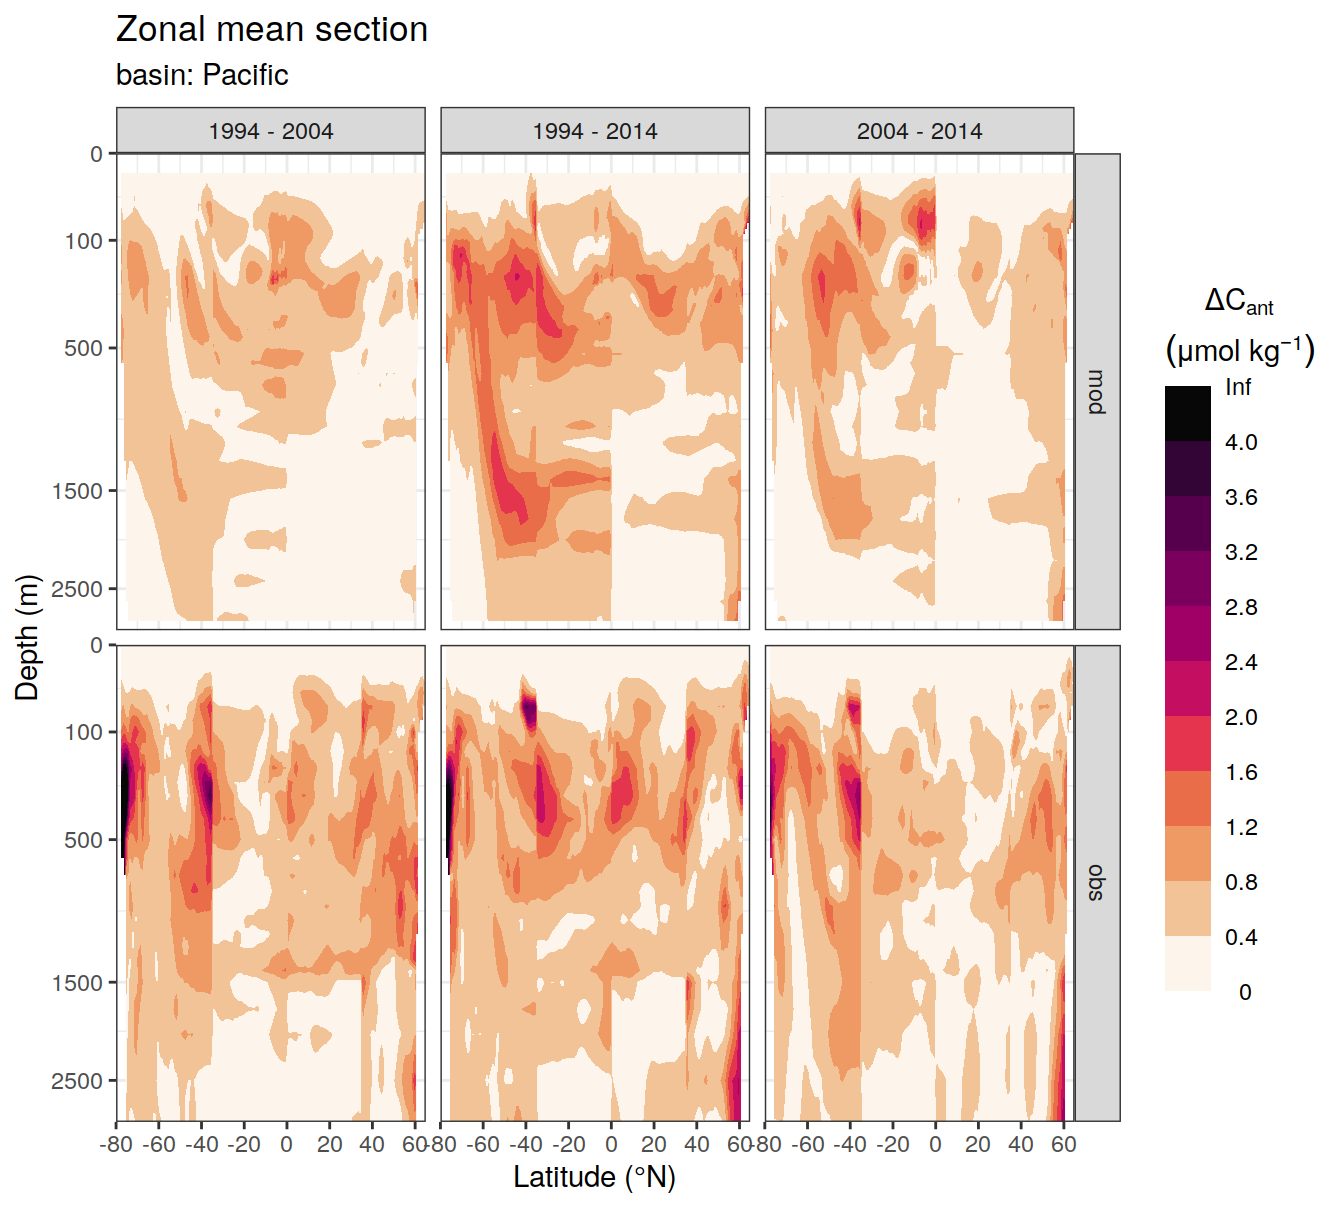 Zonal mean section
basin: Pacific
1994 - 2004
1994 - 2014
2004 - 2014
0
100
500
1500
2500
mod
0
100
500
1500
2500
obs
-80 -60 -40 -20 0 20 40 60
-80 -60 -40 -20 0 20 40 60
-80 -60 -40 -20 0 20 40 60
Depth (m)
Latitude (°N)
ΔCant
(μmol kg⁻¹)
Inf
4.0
3.6
3.2
2.8
2.4
2.0
1.6
1.2
0.8
0.4
0